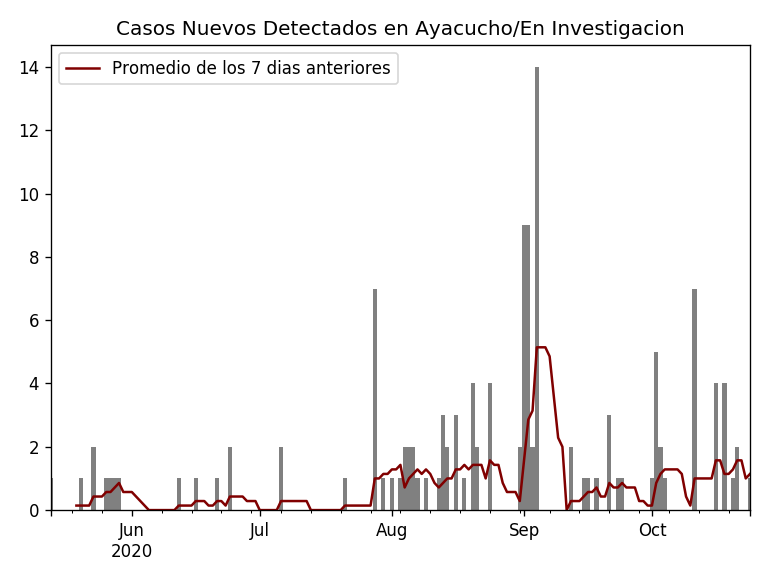 Casos Nuevos Detectados en Ayacucho/En Investigacion
Promedio de los 7 dias anteriores
14
12
10
8
6
4
2
0
Jun
2020
Jul
Aug
Sep
Oct